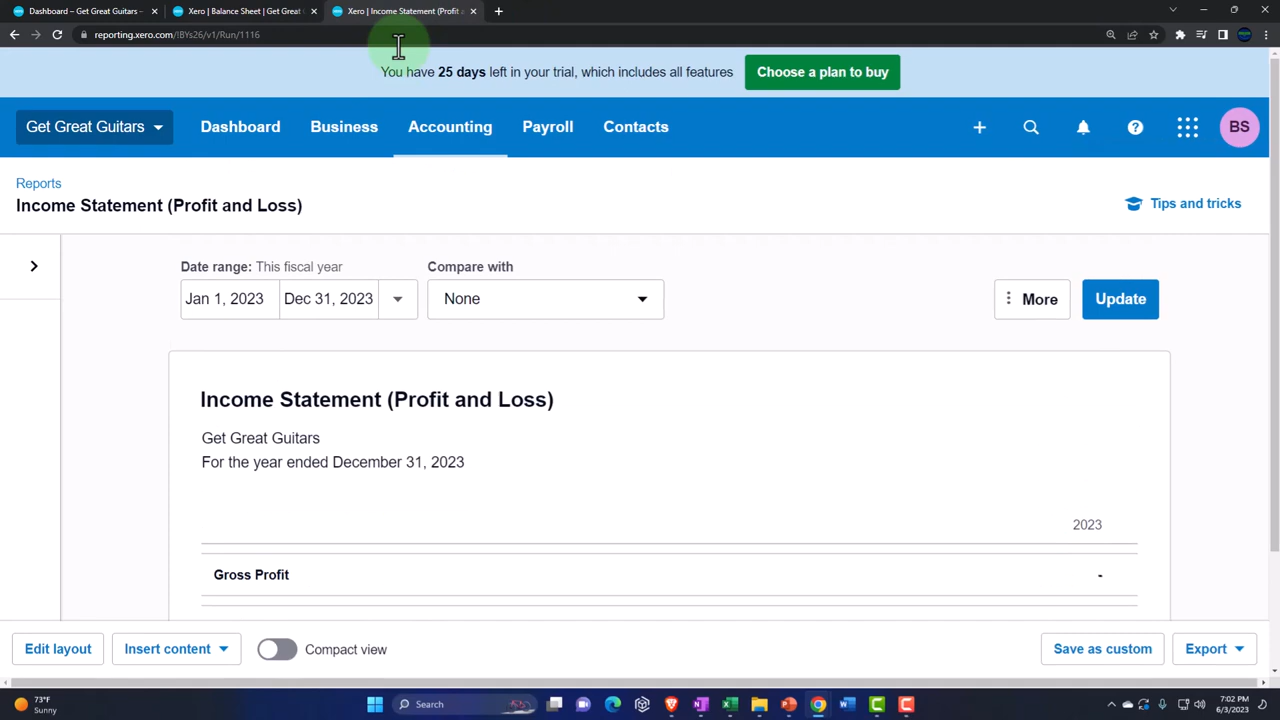 Dashboard – Get Great Guitars –
Xero | Balance Sheet | Get Great G
Xero | Income Statement (Profit a
reporting.xero.com/!BYs26/v1/Run/1116
You have 25 days left in your trial, which includes all features
Choose a plan to buy
Get Great Guitars
Dashboard
Business
Accounting
Payroll
Contacts
BS
Reports
Income Statement (Profit and Loss)
Tips and tricks
Date range: This fiscal year
Compare with
Jan 1, 2023
Dec 31, 2023
None
More
Update
Income Statement (Profit and Loss)
Get Great Guitars
For the year ended December 31, 2023
2023
Gross Profit
-
Edit layout
Insert content
Compact view
Save as custom
Export
73°F
Sunny
Search
7:02 PM
6/3/2023